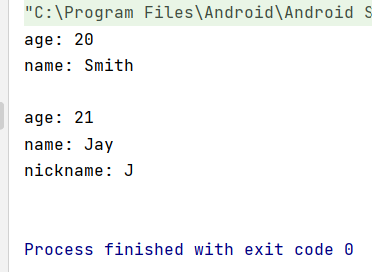 "C:\Program Files\Android\Android S
age: 20
name: Smith
age: 21
name: Jay
nickname: J
Process finished with exit code 0